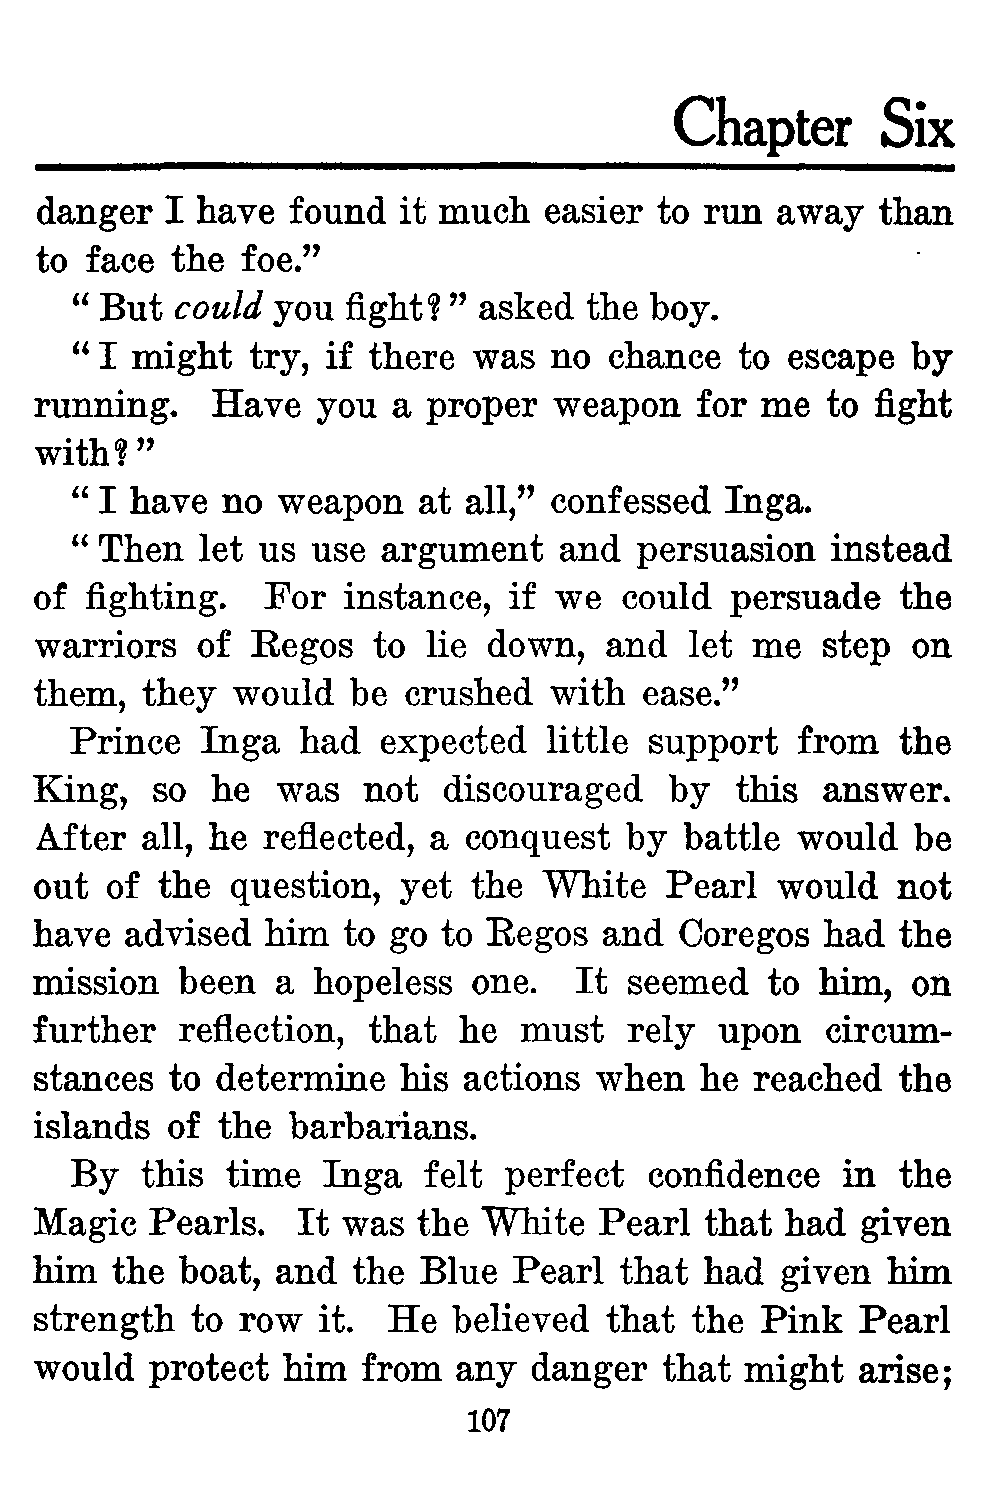 Chapter Six
danger I have found it much easier to run away than
to face the foe.”
“ But could you fight? ” asked the boy.
“ I might try, if there was no chance to escape by
running. Have you a proper weapon for me to fight
with? ”
“ I have no weapon at all,” confessed Inga.
“ Then let us use argument and persuasion instead
of fighting. For instance, if we could persuade the
warriors of Regos to lie down, and let me step on
them, they would be crushed with ease.”
Prince Inga had expected little support from the
King, so he was not discouraged by this answer.
After all, he reflected, a conquest by battle would be
out of the question, yet the White Pearl would not
have advised him to go to Regos and Coregos had the
mission been a hopeless one. It seemed to him, on
further reflection, that he must rely upon circum-
stances to determine his actions when he reached the
islands of the barbarians.
By this time Inga felt perfect confidence in the
Magic Pearls. It was the White Pearl that had given
him the boat, and the Blue Pearl that had given him
strength to row it. He believed that the Pink Pearl
would protect him from any danger that might arise;
107